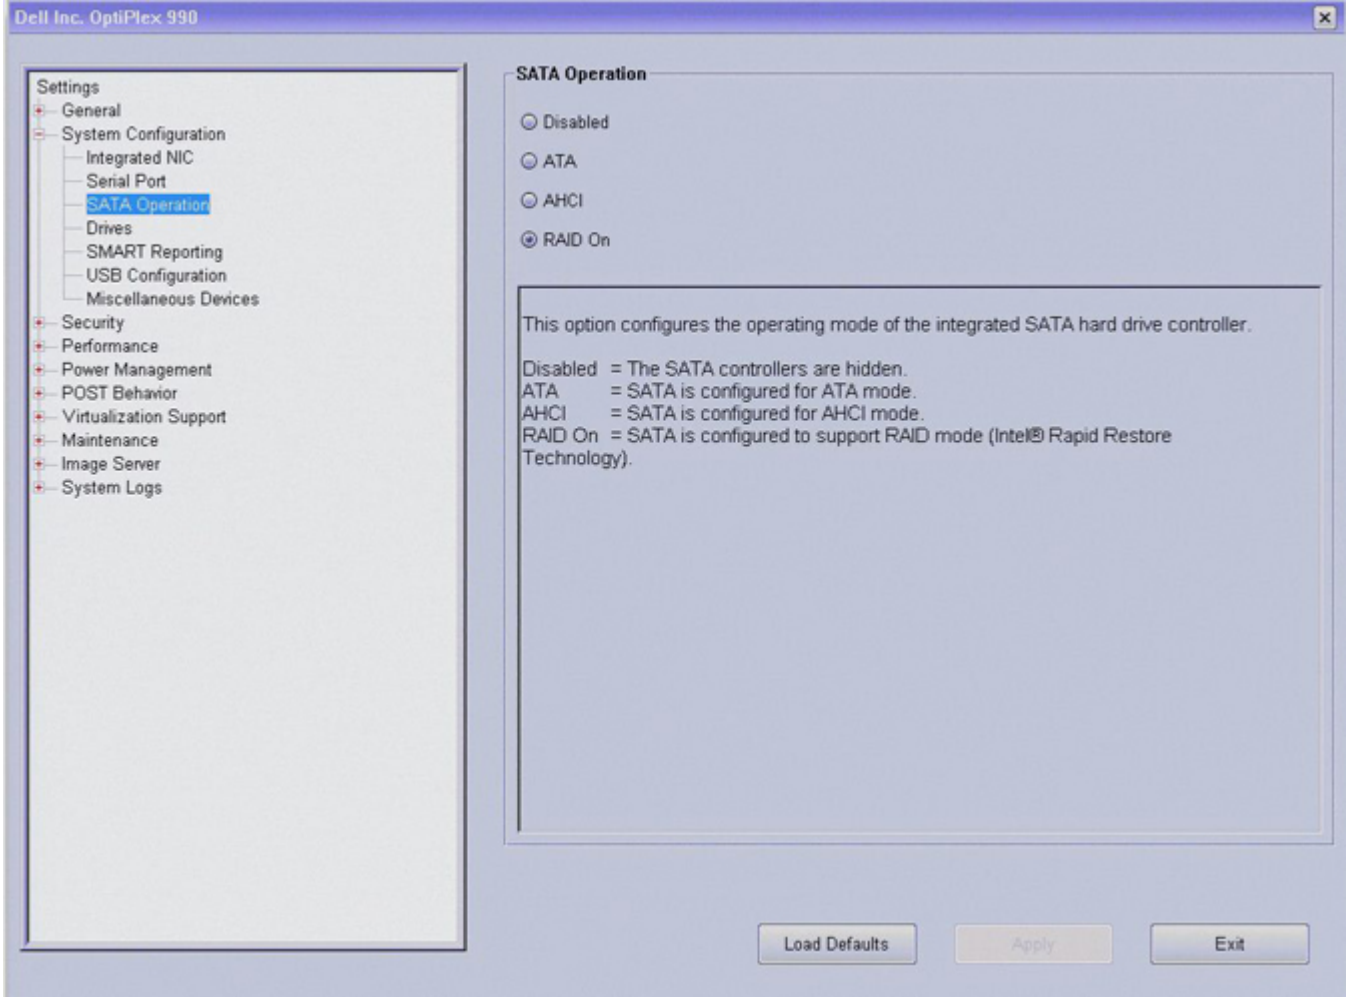 Dell Inc. OptiPlex 990
Settings
General
System Configuration
Integrated NIC
Serial Port
SATA Operation
Drives
SMART Reporting
USB Configuration
Miscellaneous Devices
Security
Performance
Power Management
POST Behavior
Virtualization Support
Maintenance
Image Server
System Logs
SATA Operation
Disabled
ATA
AHCI
RAID On
This option configures the operating mode of the integrated SATA hard drive controller.
Disabled = The SATA controllers are hidden.
ATA = SATA is configured for ATA mode.
AHCI = SATA is configured for AHCI mode.
RAID On = SATA is configured to support RAID mode (Intel® Rapid Restore
Technology).
Load Defaults
Apply
Exit